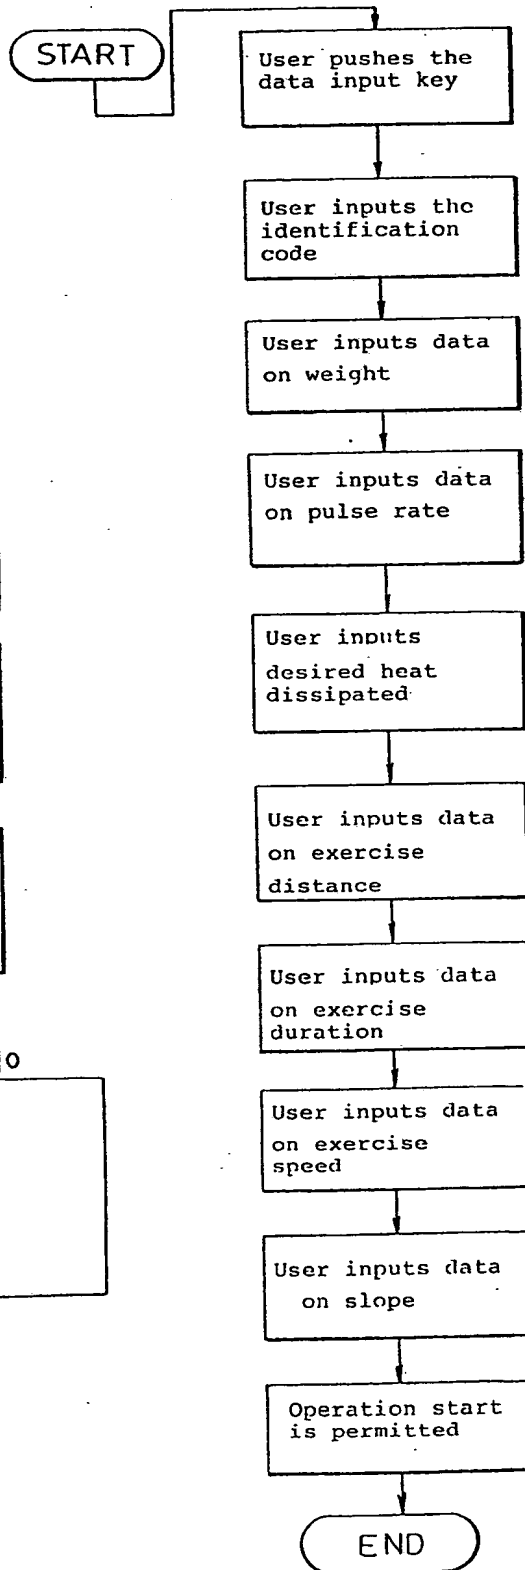 START
User pushes the
data input key
User inputs the
identification
code
User inputs data
on weight
User inputs data
on pulse rate
User inputs
desired heat
dissipated
User inputs data
on exercise
distance
User inputs data
on exercise
duration
User inputs data
on exercise
speed
User inputs data
on slope
Operation start
is permitted
END